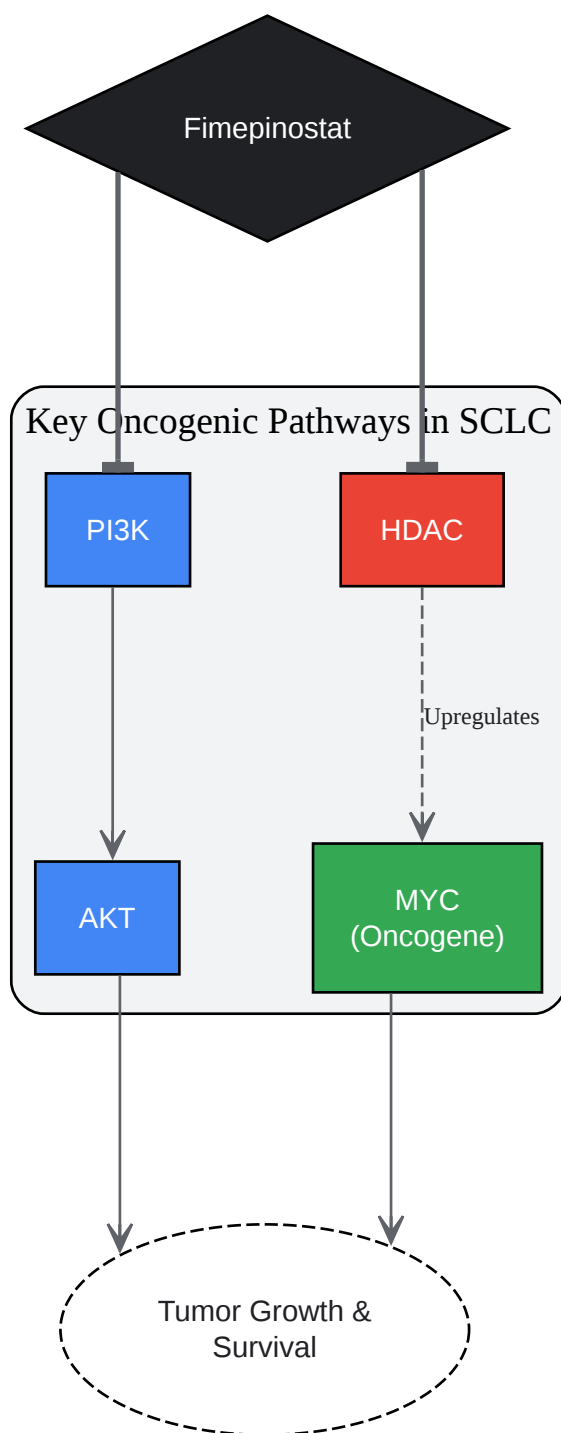 Fimepinostat
Key Oncogenic Pathways in SCLC
PI3K
HDAC
Upregulates
AKT
MYC
(Oncogene)
Tumor Growth &
Survival